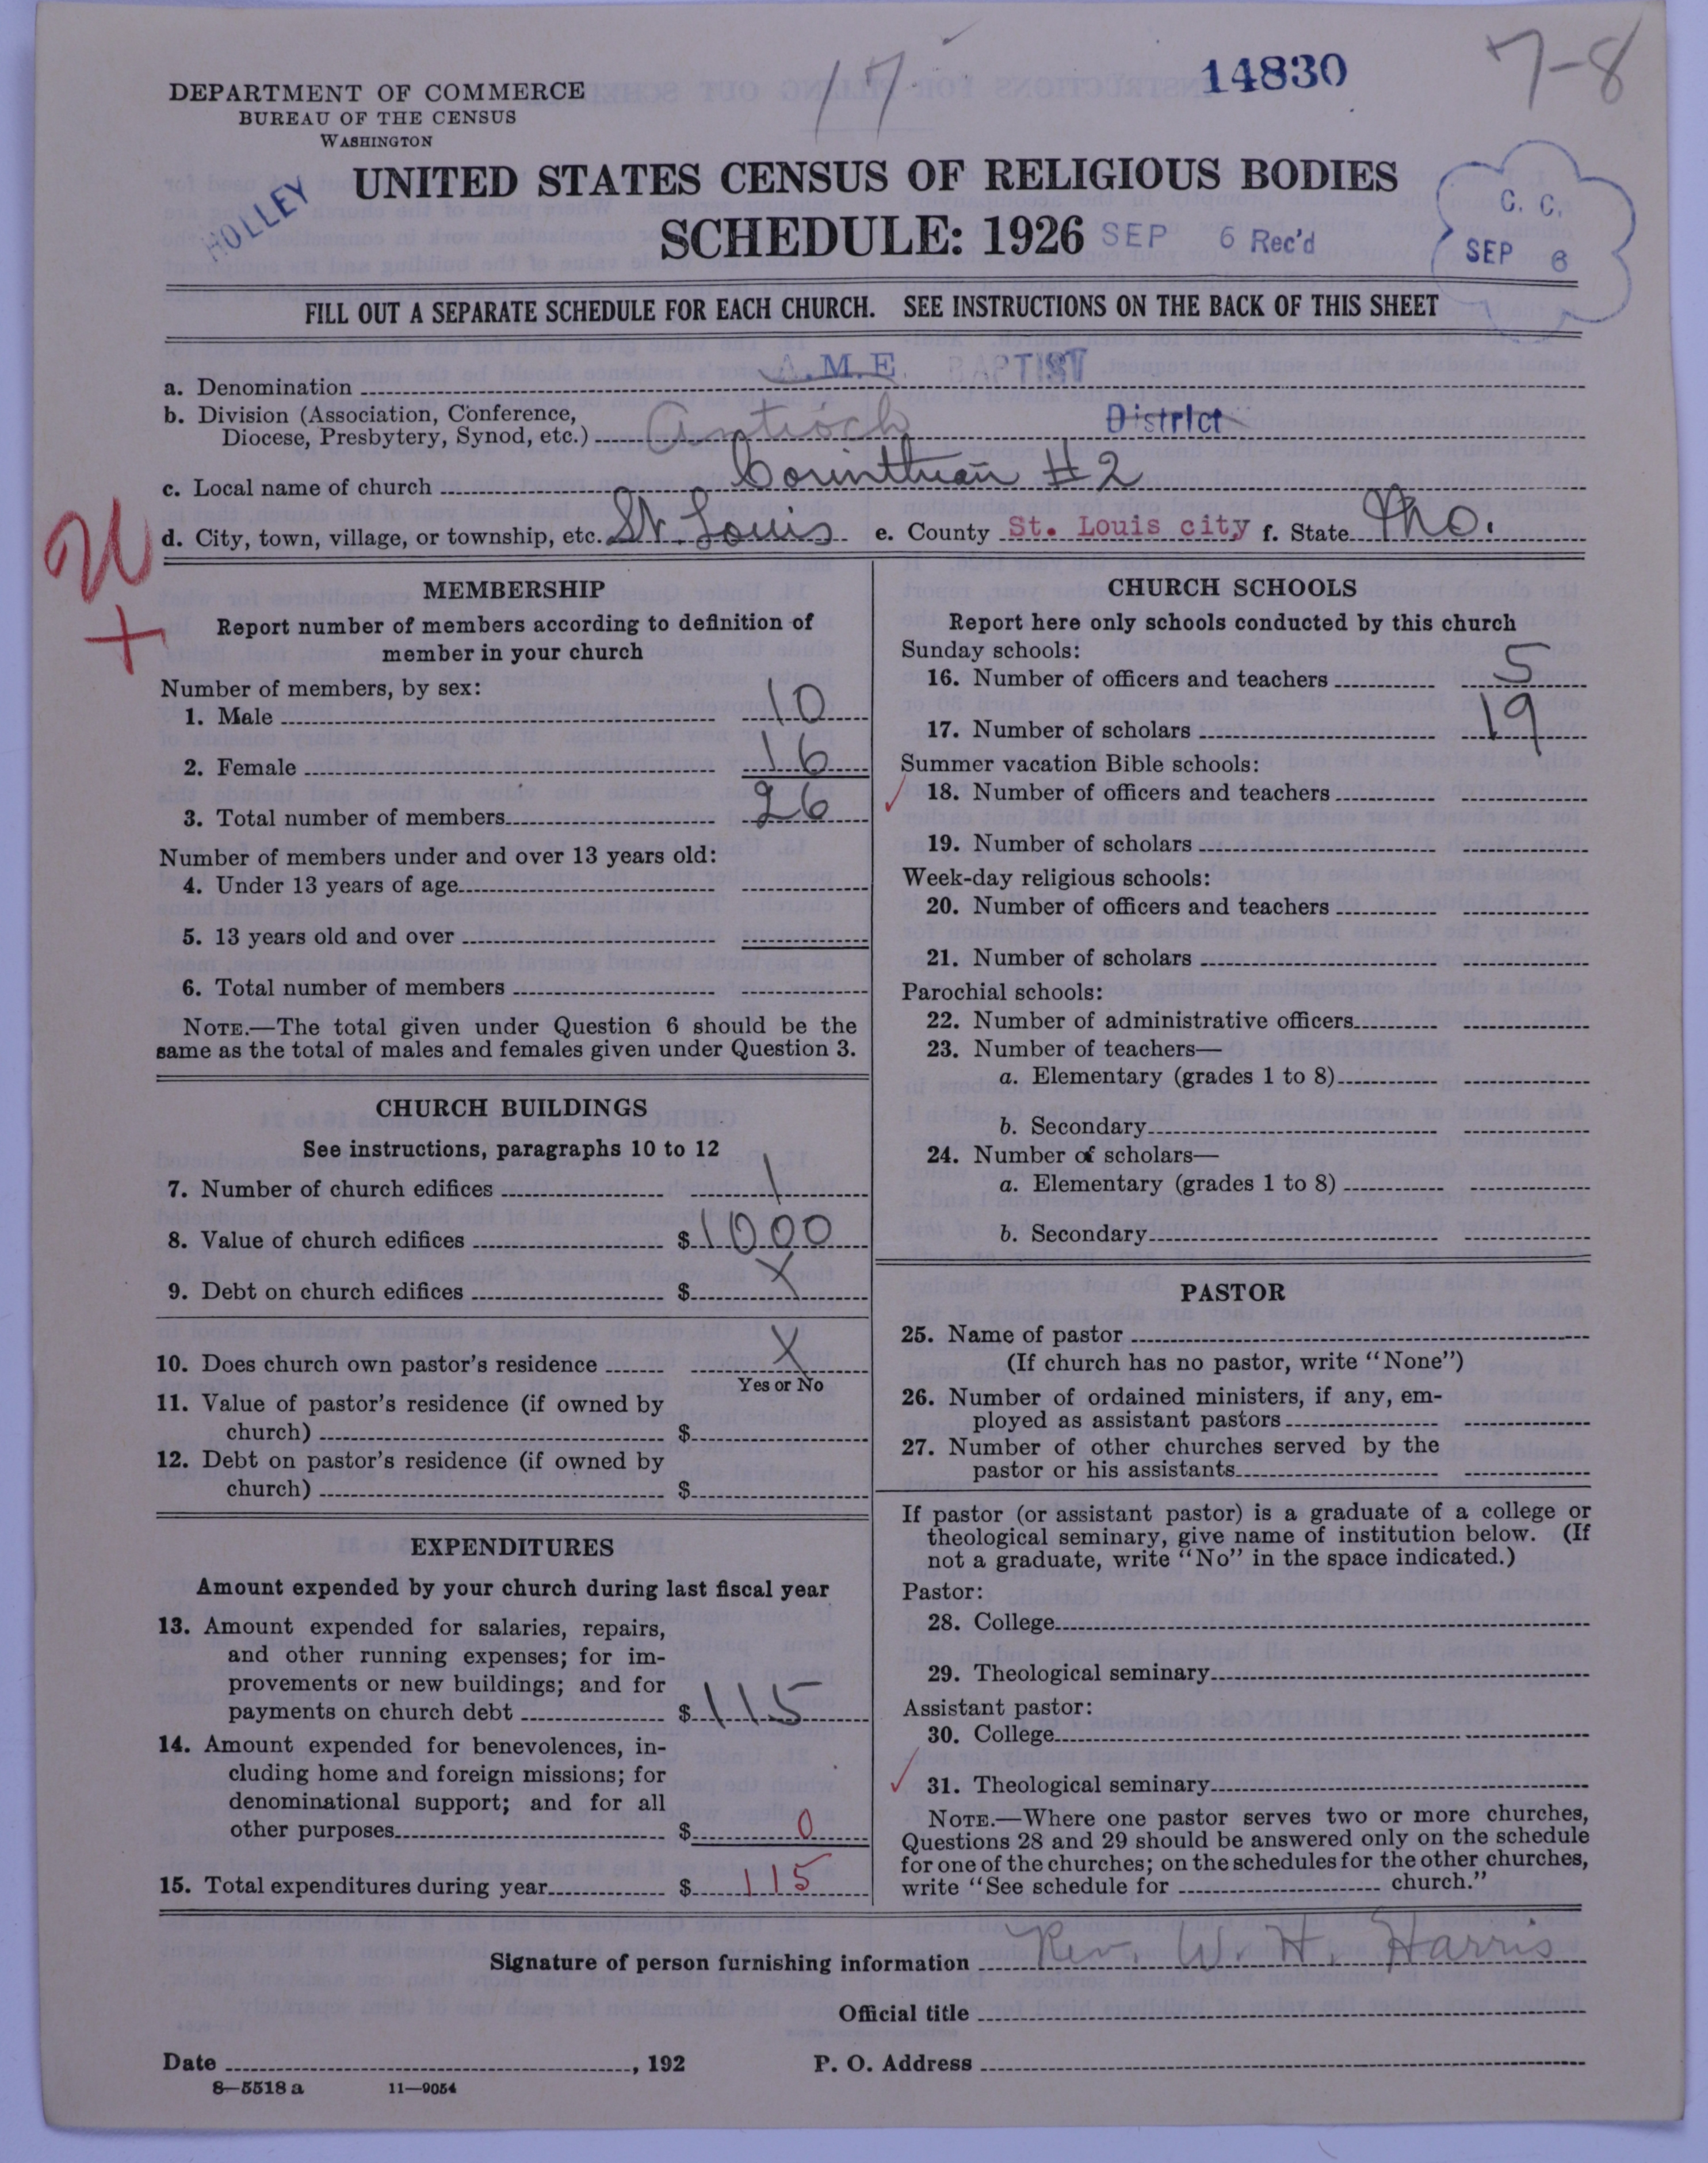 17
14830
7-8
DEPARTMENT OF COMMERCE
BUREAU OF THE CENSUS
WASHINGTON
HOLLEY
UNITED STATES CENSUS OF RELIGIOUS BODIES
SCHEDULE: 1926
SEP 6 Rec'd
C. C.
SEP 6
FILL OUT A SEPARATE SCHEDULE FOR EACH CHURCH. SEE INSTRUCTIONS ON THE BACK OF THIS SHEET
a. Denomination A.M.E. BAPTIST
b. Division (Association, Conference,
Diocese, Presbytery, Synod, etc.) Antioch District
c. Local name of church Corinthian #2
d. City, town, village, or township, etc. St. Louis e. County St. Louis city f. State Mo.
MEMBERSHIP
Report number of members according to definition of
member in your church
Number of members, by sex:
1. Male 10
2. Female 16
3. Total number of members 26
Number of members under and over 13 years old:
4. Under 13 years of age
5. 13 years old and over
6. Total number of members
NOTE.—The total given under Question 6 should be the
same as the total of males and females given under Question 3.
CHURCH BUILDINGS
See instructions, paragraphs 10 to 12
7. Number of church edifices 1
8. Value of church edifices $1000
9. Debt on church edifices $ X
10. Does church own pastor's residence X
Yes or No
11. Value of pastor's residence (if owned by
church) $
12. Debt on pastor's residence (if owned by
church) $
EXPENDITURES
Amount expended by your church during last fiscal year
13. Amount expended for salaries, repairs,
and other running expenses; for im-
provements or new buildings; and for
payments on church debt $115
14. Amount expended for benevolences, in-
cluding home and foreign missions; for
denominational support; and for all
other purposes $ 0
15. Total expenditures during year $ 115
CHURCH SCHOOLS
Report here only schools conducted by this church
Sunday schools:
16. Number of officers and teachers 5
17. Number of scholars 19
Summer vacation Bible schools:
18. Number of officers and teachers
19. Number of scholars
Week-day religious schools:
20. Number of officers and teachers
21. Number of scholars
Parochial schools:
22. Number of administrative officers
23. Number of teachers—
a. Elementary (grades 1 to 8)
b. Secondary
24. Number of scholars—
a. Elementary (grades 1 to 8)
b. Secondary
PASTOR
25. Name of pastor
(If church has no pastor, write "None")
26. Number of ordained ministers, if any, em-
ployed as assistant pastors
27. Number of other churches served by the
pastor or his assistants
If pastor (or assistant pastor) is a graduate of a college or
theological seminary, give name of institution below. (If
not a graduate, write "No" in the space indicated.)
Pastor:
28. College
29. Theological seminary
Assistant pastor:
30. College
31. Theological seminary
NOTE.—Where one pastor serves two or more churches,
Questions 28 and 29 should be answered only on the schedule
for one of the churches; on the schedules for the other churches,
write "See schedule for church."
Signature of person furnishing information Rev. W. H. Harris
Official title
Date , 192 P. O. Address
8—5518 a 11—9054